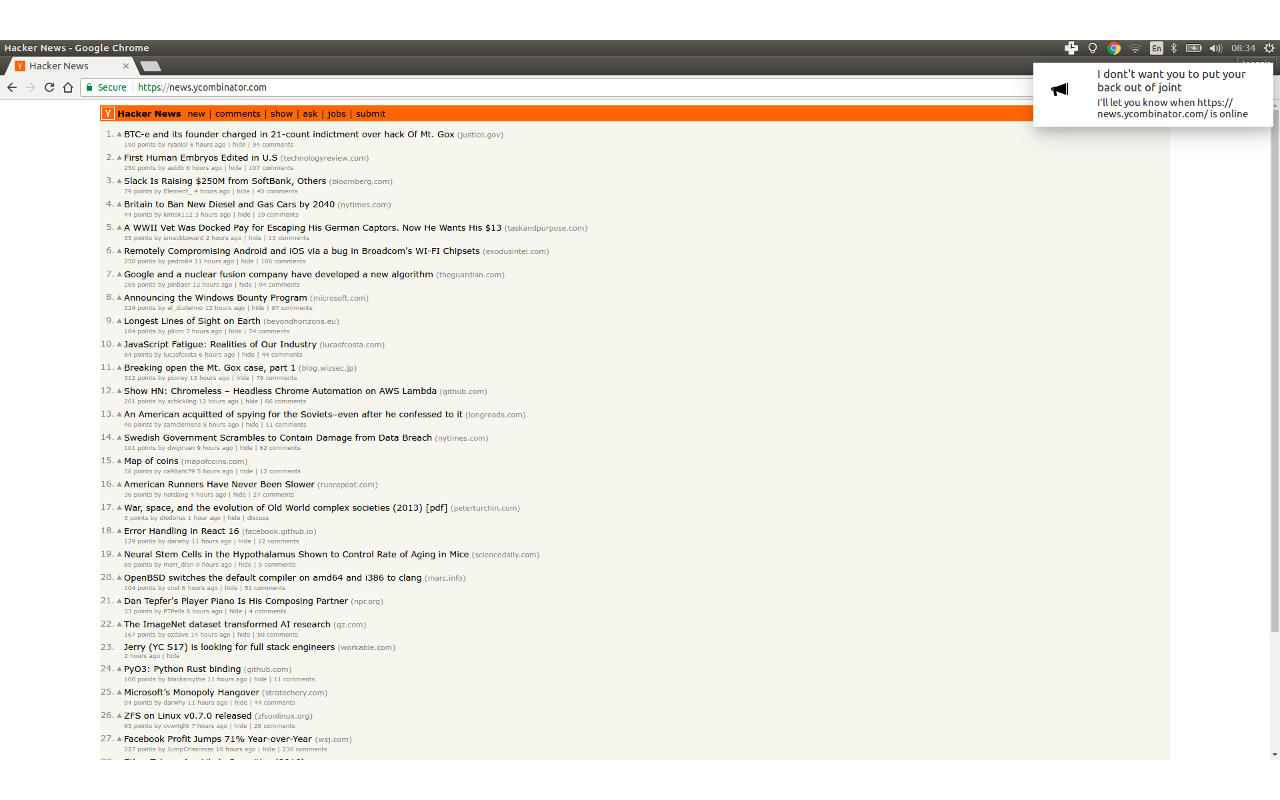 Hacker News - Google Chrome
En
08:34
Hacker News
Secure https://news.ycombinator.com
I don't want you to put your
back out of joint
I'll let you know when https://
news.ycombinator.com/ is online
Y Hacker News new | comments | show | ask | jobs | submit
1. BTC-e and its founder charged in 21-count indictment over hack Of Mt. Gox (justice.gov)
190 points by ryanlol 6 hours ago | hide | 94 comments
2. First Human Embryos Edited in U.S (technologyreview.com)
250 points by astdb 8 hours ago | hide | 107 comments
3. Slack Is Raising $250M from SoftBank, Others (bloomberg.com)
79 points by Element_ 4 hours ago | hide | 40 comments
4. Britain to Ban New Diesel and Gas Cars by 2040 (nytimes.com)
44 points by kimsk112 3 hours ago | hide | 19 comments
5. A WWII Vet Was Docked Pay for Escaping His German Captors. Now He Wants His $13 (taskandpurpose.com)
35 points by smacktoward 2 hours ago | hide | 13 comments
6. Remotely Compromising Android and iOS via a bug in Broadcom's WI-FI Chipsets (exodusintel.com)
250 points by pedro84 11 hours ago | hide | 106 comments
7. Google and a nuclear fusion company have developed a new algorithm (theguardian.com)
285 points by jonbaer 12 hours ago | hide | 94 comments
8. Announcing the Windows Bounty Program (microsoft.com)
224 points by el_duderino 12 hours ago | hide | 97 comments
9. Longest Lines of Sight on Earth (beyondhorizons.eu)
184 points by pilom 7 hours ago | hide | 74 comments
10. JavaScript Fatigue: Realities of Our Industry (lucasfcosta.com)
84 points by lucasfcosta 6 hours ago | hide | 44 comments
11. Breaking open the Mt. Gox case, part 1 (blog.wizsec.jp)
312 points by pcorey 13 hours ago | hide | 76 comments
12. Show HN: Chromeless – Headless Chrome Automation on AWS Lambda (github.com)
261 points by schickling 12 hours ago | hide | 66 comments
13. An American acquitted of spying for the Soviets–even after he confessed to it (longreads.com)
40 points by samclemens 5 hours ago | hide | 11 comments
14. Swedish Government Scrambles to Contain Damage from Data Breach (nytimes.com)
101 points by dwgirvan 9 hours ago | hide | 62 comments
15. Map of coins (mapofcoins.com)
56 points by ca98am79 5 hours ago | hide | 12 comments
16. American Runners Have Never Been Slower (runrepeat.com)
36 points by notdang 4 hours ago | hide | 27 comments
17. War, space, and the evolution of Old World complex societies (2013) [pdf] (peterturchin.com)
3 points by diodorus 1 hour ago | hide | discuss
18. Error Handling in React 16 (facebook.github.io)
129 points by darwhy 11 hours ago | hide | 12 comments
19. Neural Stem Cells in the Hypothalamus Shown to Control Rate of Aging in Mice (sciencedaily.com)
89 points by meri_dian 9 hours ago | hide | 5 comments
20. OpenBSD switches the default compiler on amd64 and i386 to clang (marc.info)
104 points by cnst 6 hours ago | hide | 51 comments
21. Dan Tepfer's Player Piano Is His Composing Partner (npr.org)
33 points by PTPells 6 hours ago | hide | 4 comments
22. The ImageNet dataset transformed AI research (qz.com)
167 points by ozdave 14 hours ago | hide | 50 comments
23. Jerry (YC S17) is looking for full stack engineers (workable.com)
2 hours ago | hide
24. PyO3: Python Rust binding (github.com)
100 points by blacksmythe 11 hours ago | hide | 11 comments
25. Microsoft's Monopoly Hangover (stratechery.com)
94 points by darwhy 11 hours ago | hide | 44 comments
26. ZFS on Linux v0.7.0 released (zfsonlinux.org)
93 points by cvwright 7 hours ago | hide | 26 comments
27. Facebook Profit Jumps 71% Year-over-Year (wsj.com)
227 points by JumpCrisscross 10 hours ago | hide | 230 comments